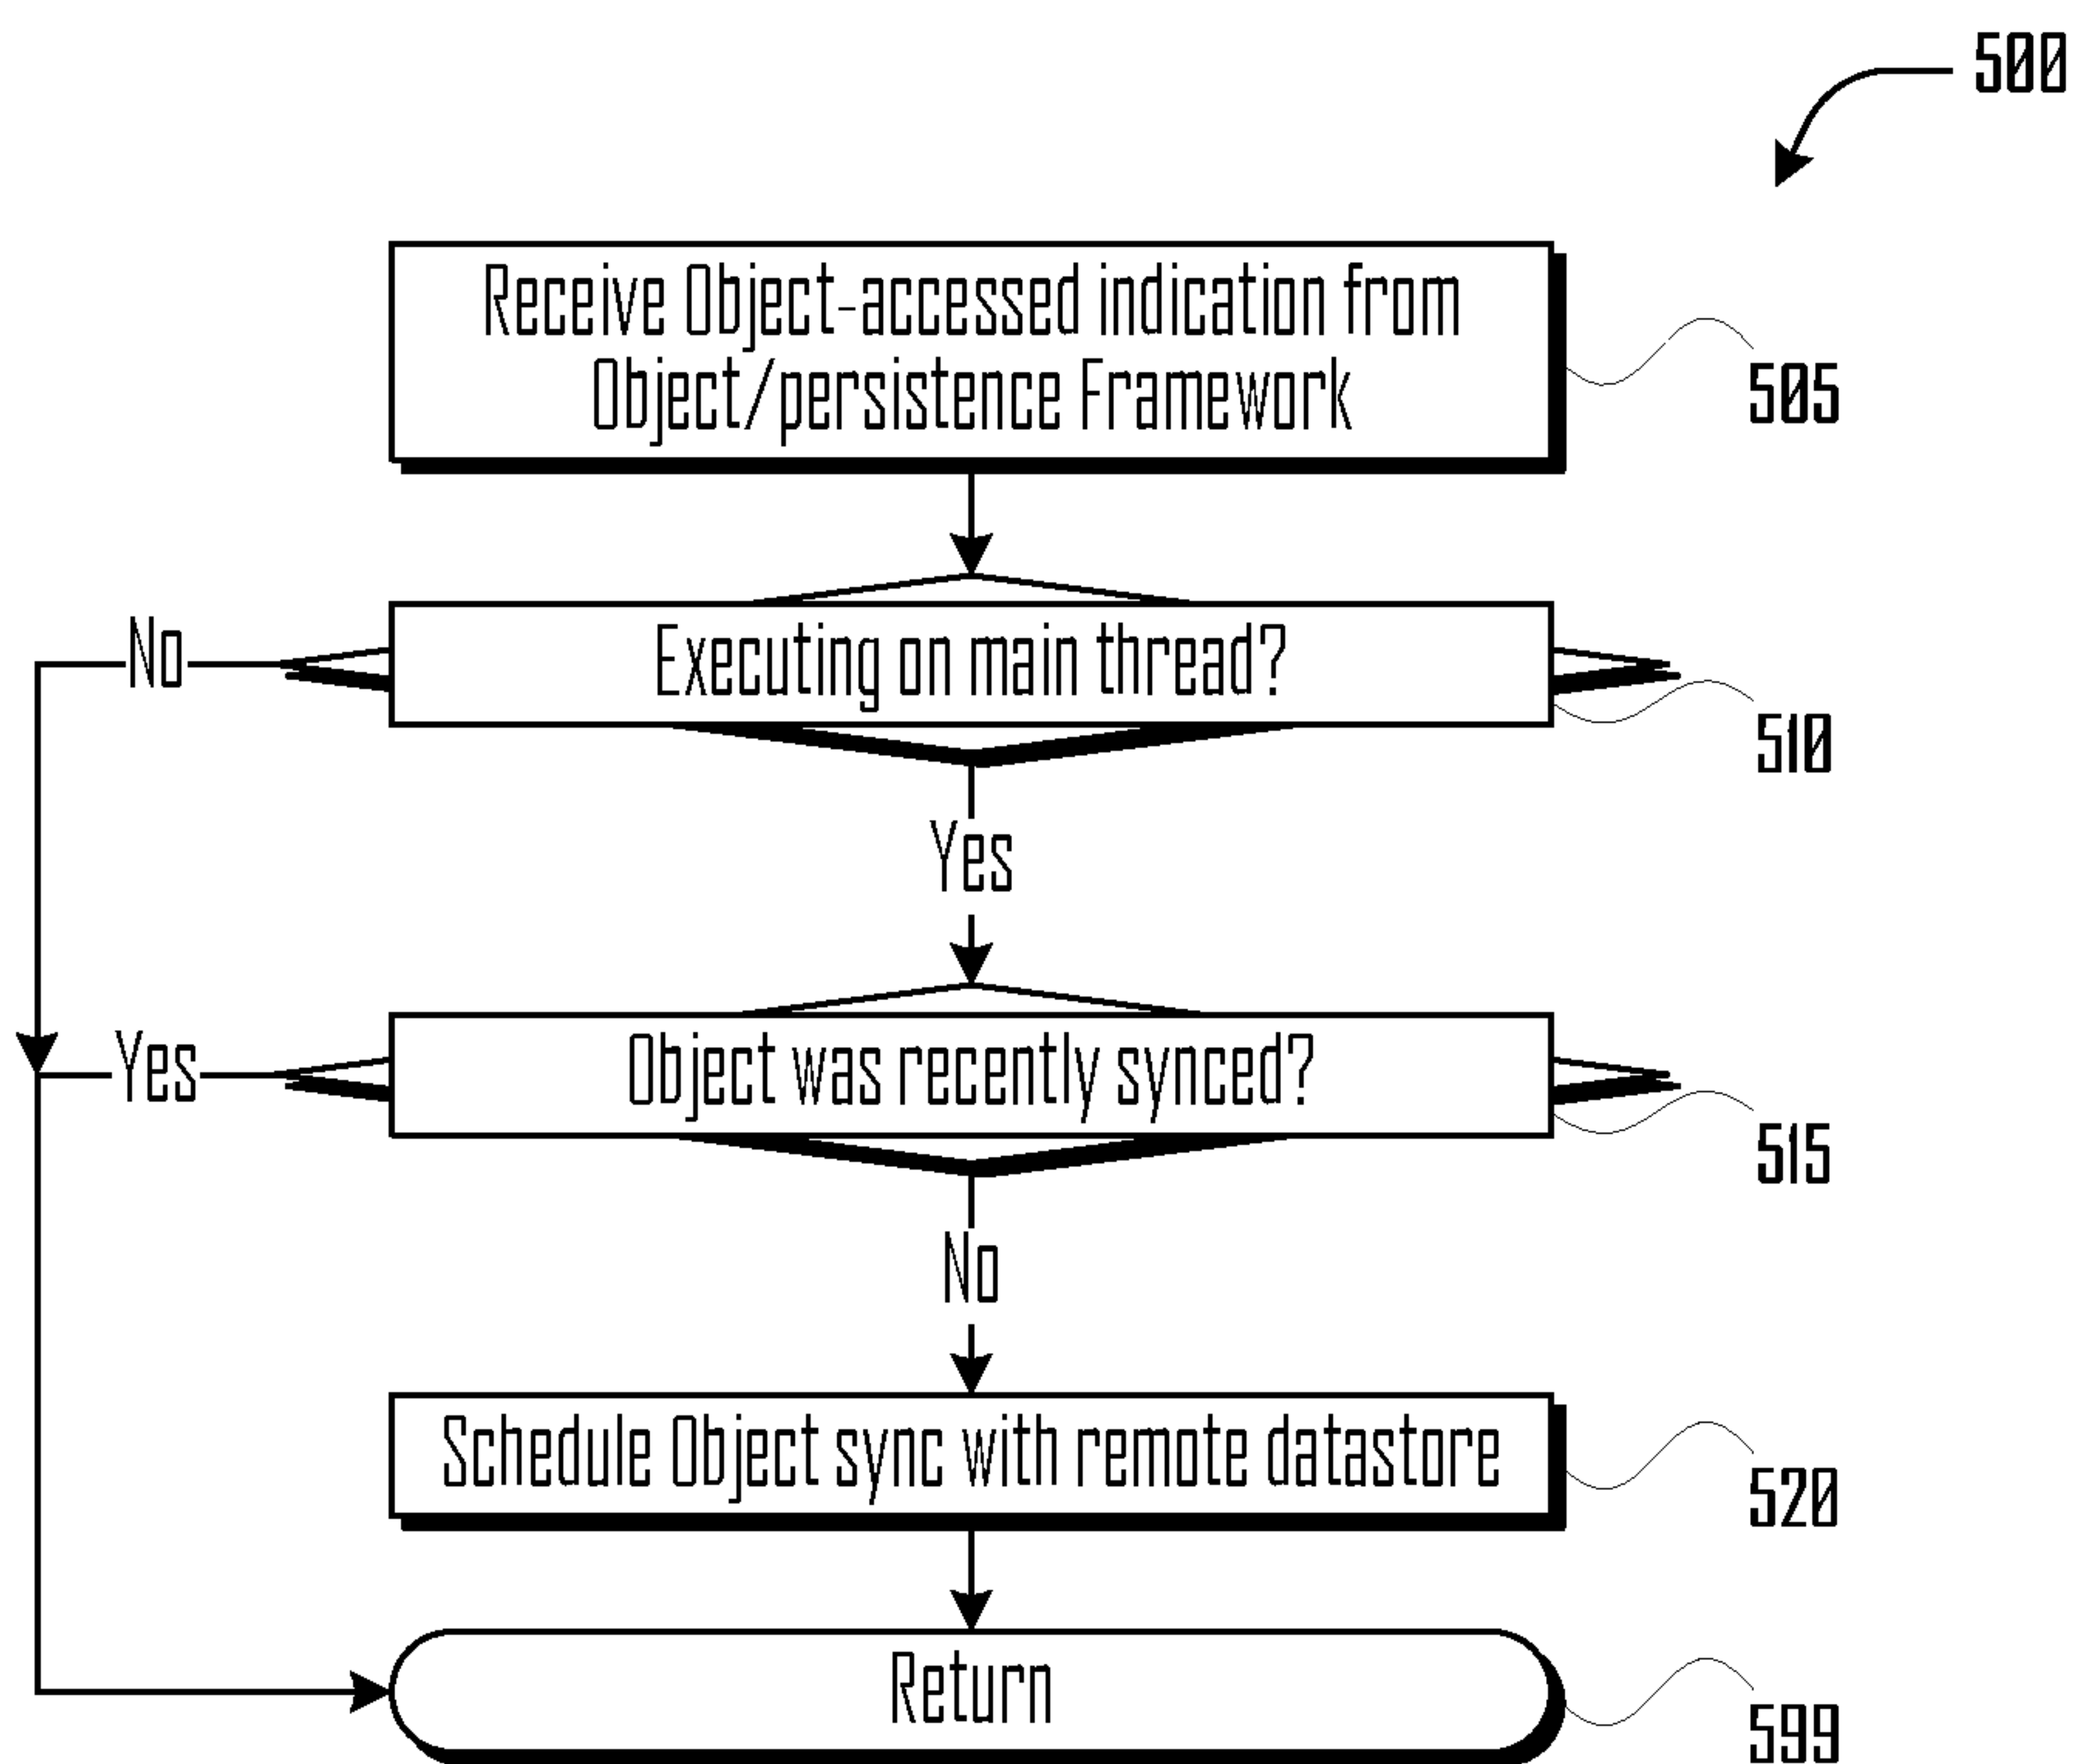 500
Receive Object-accessed indication from
Object/persistence Framework
505
No
Executing on main thread?
510
Yes
Yes
Object was recently synced?
515
No
Schedule Object sync with remote datastore
520
Return
599